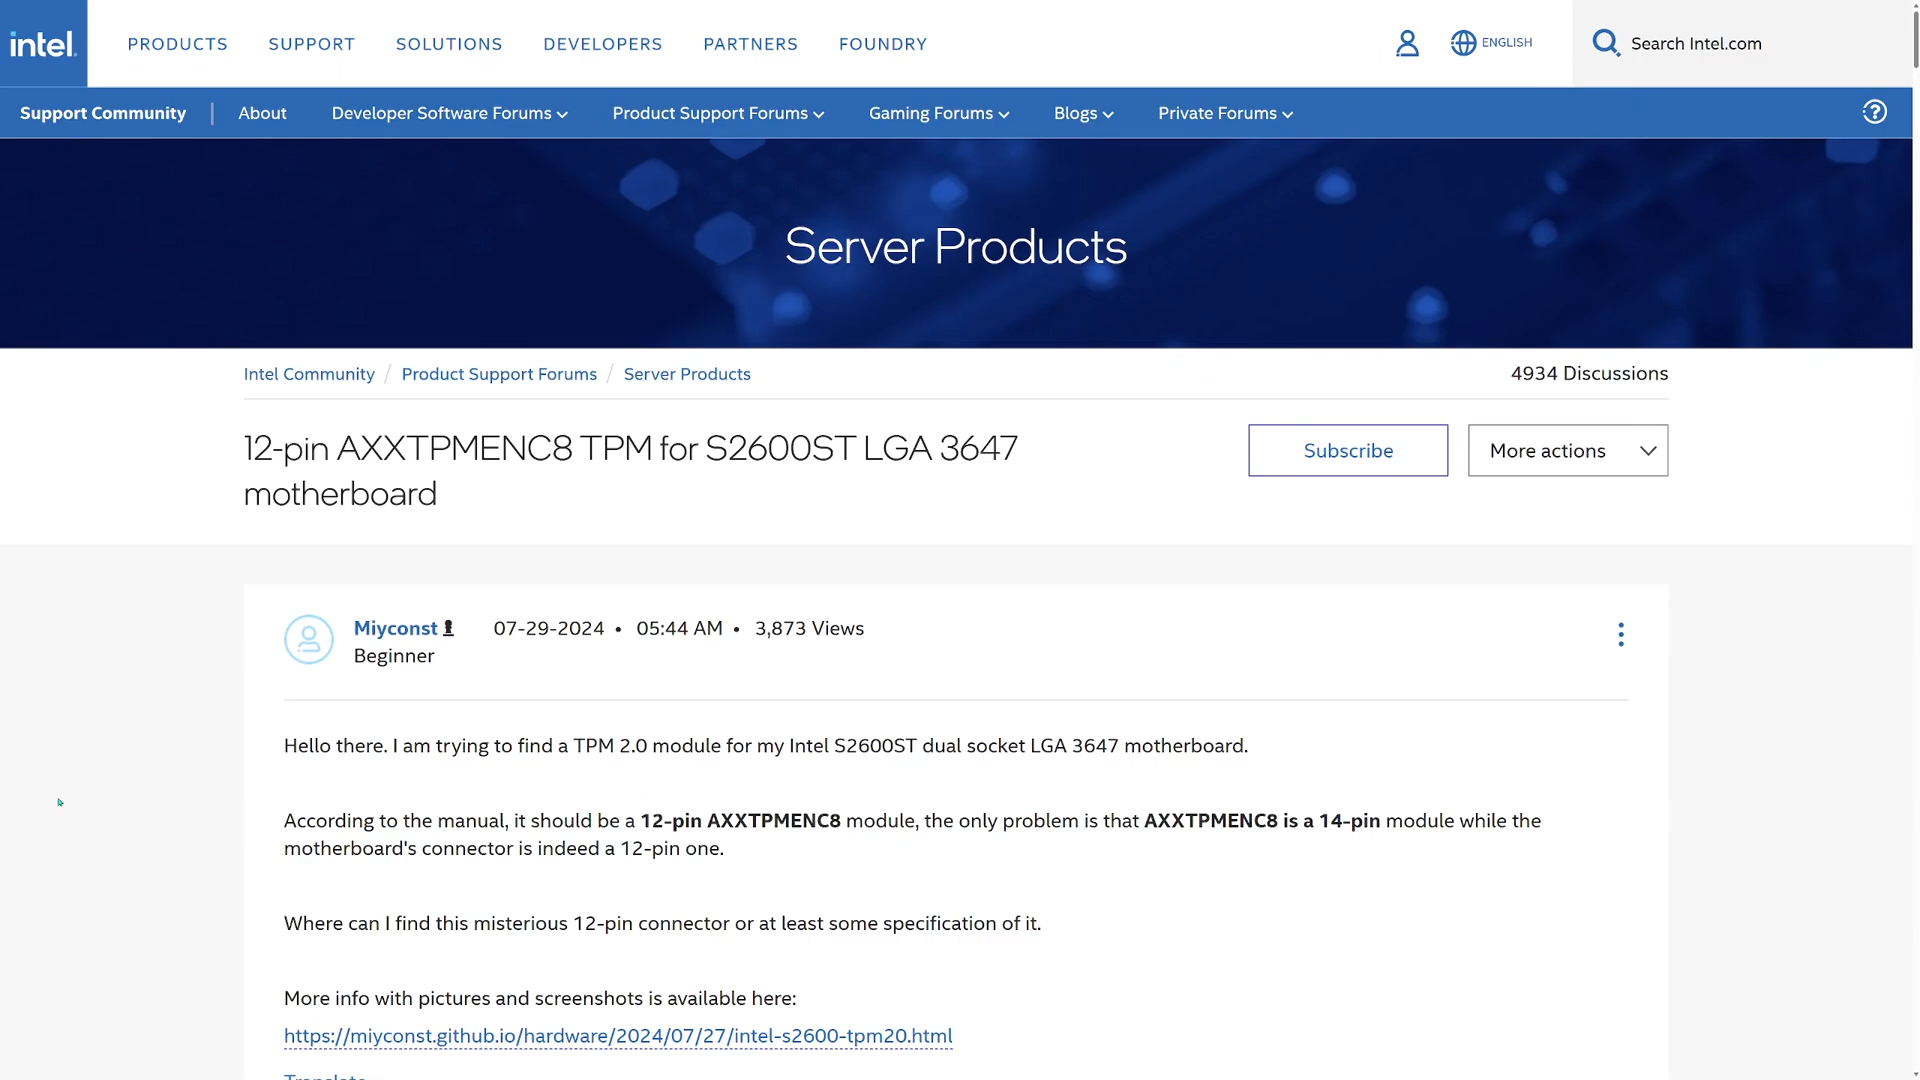 intel.
PRODUCTS SUPPORT SOLUTIONS DEVELOPERS PARTNERS FOUNDRY ENGLISH Search Intel.com
Support Community | About Developer Software Forums Product Support Forums Gaming Forums Blogs Private Forums
Server Products
Intel Community / Product Support Forums / Server Products 4934 Discussions
12-pin AXXTPMENC8 TPM for S2600ST LGA 3647
motherboard
Subscribe More actions
Miyconst 07-29-2024 • 05:44 AM • 3,873 Views
Beginner
Hello there. I am trying to find a TPM 2.0 module for my Intel S2600ST dual socket LGA 3647 motherboard.
According to the manual, it should be a 12-pin AXXTPMENC8 module, the only problem is that AXXTPMENC8 is a 14-pin module while the
motherboard's connector is indeed a 12-pin one.
Where can I find this misterious 12-pin connector or at least some specification of it.
More info with pictures and screenshots is available here:
https://miyconst.github.io/hardware/2024/07/27/intel-s2600-tpm20.html
Translate